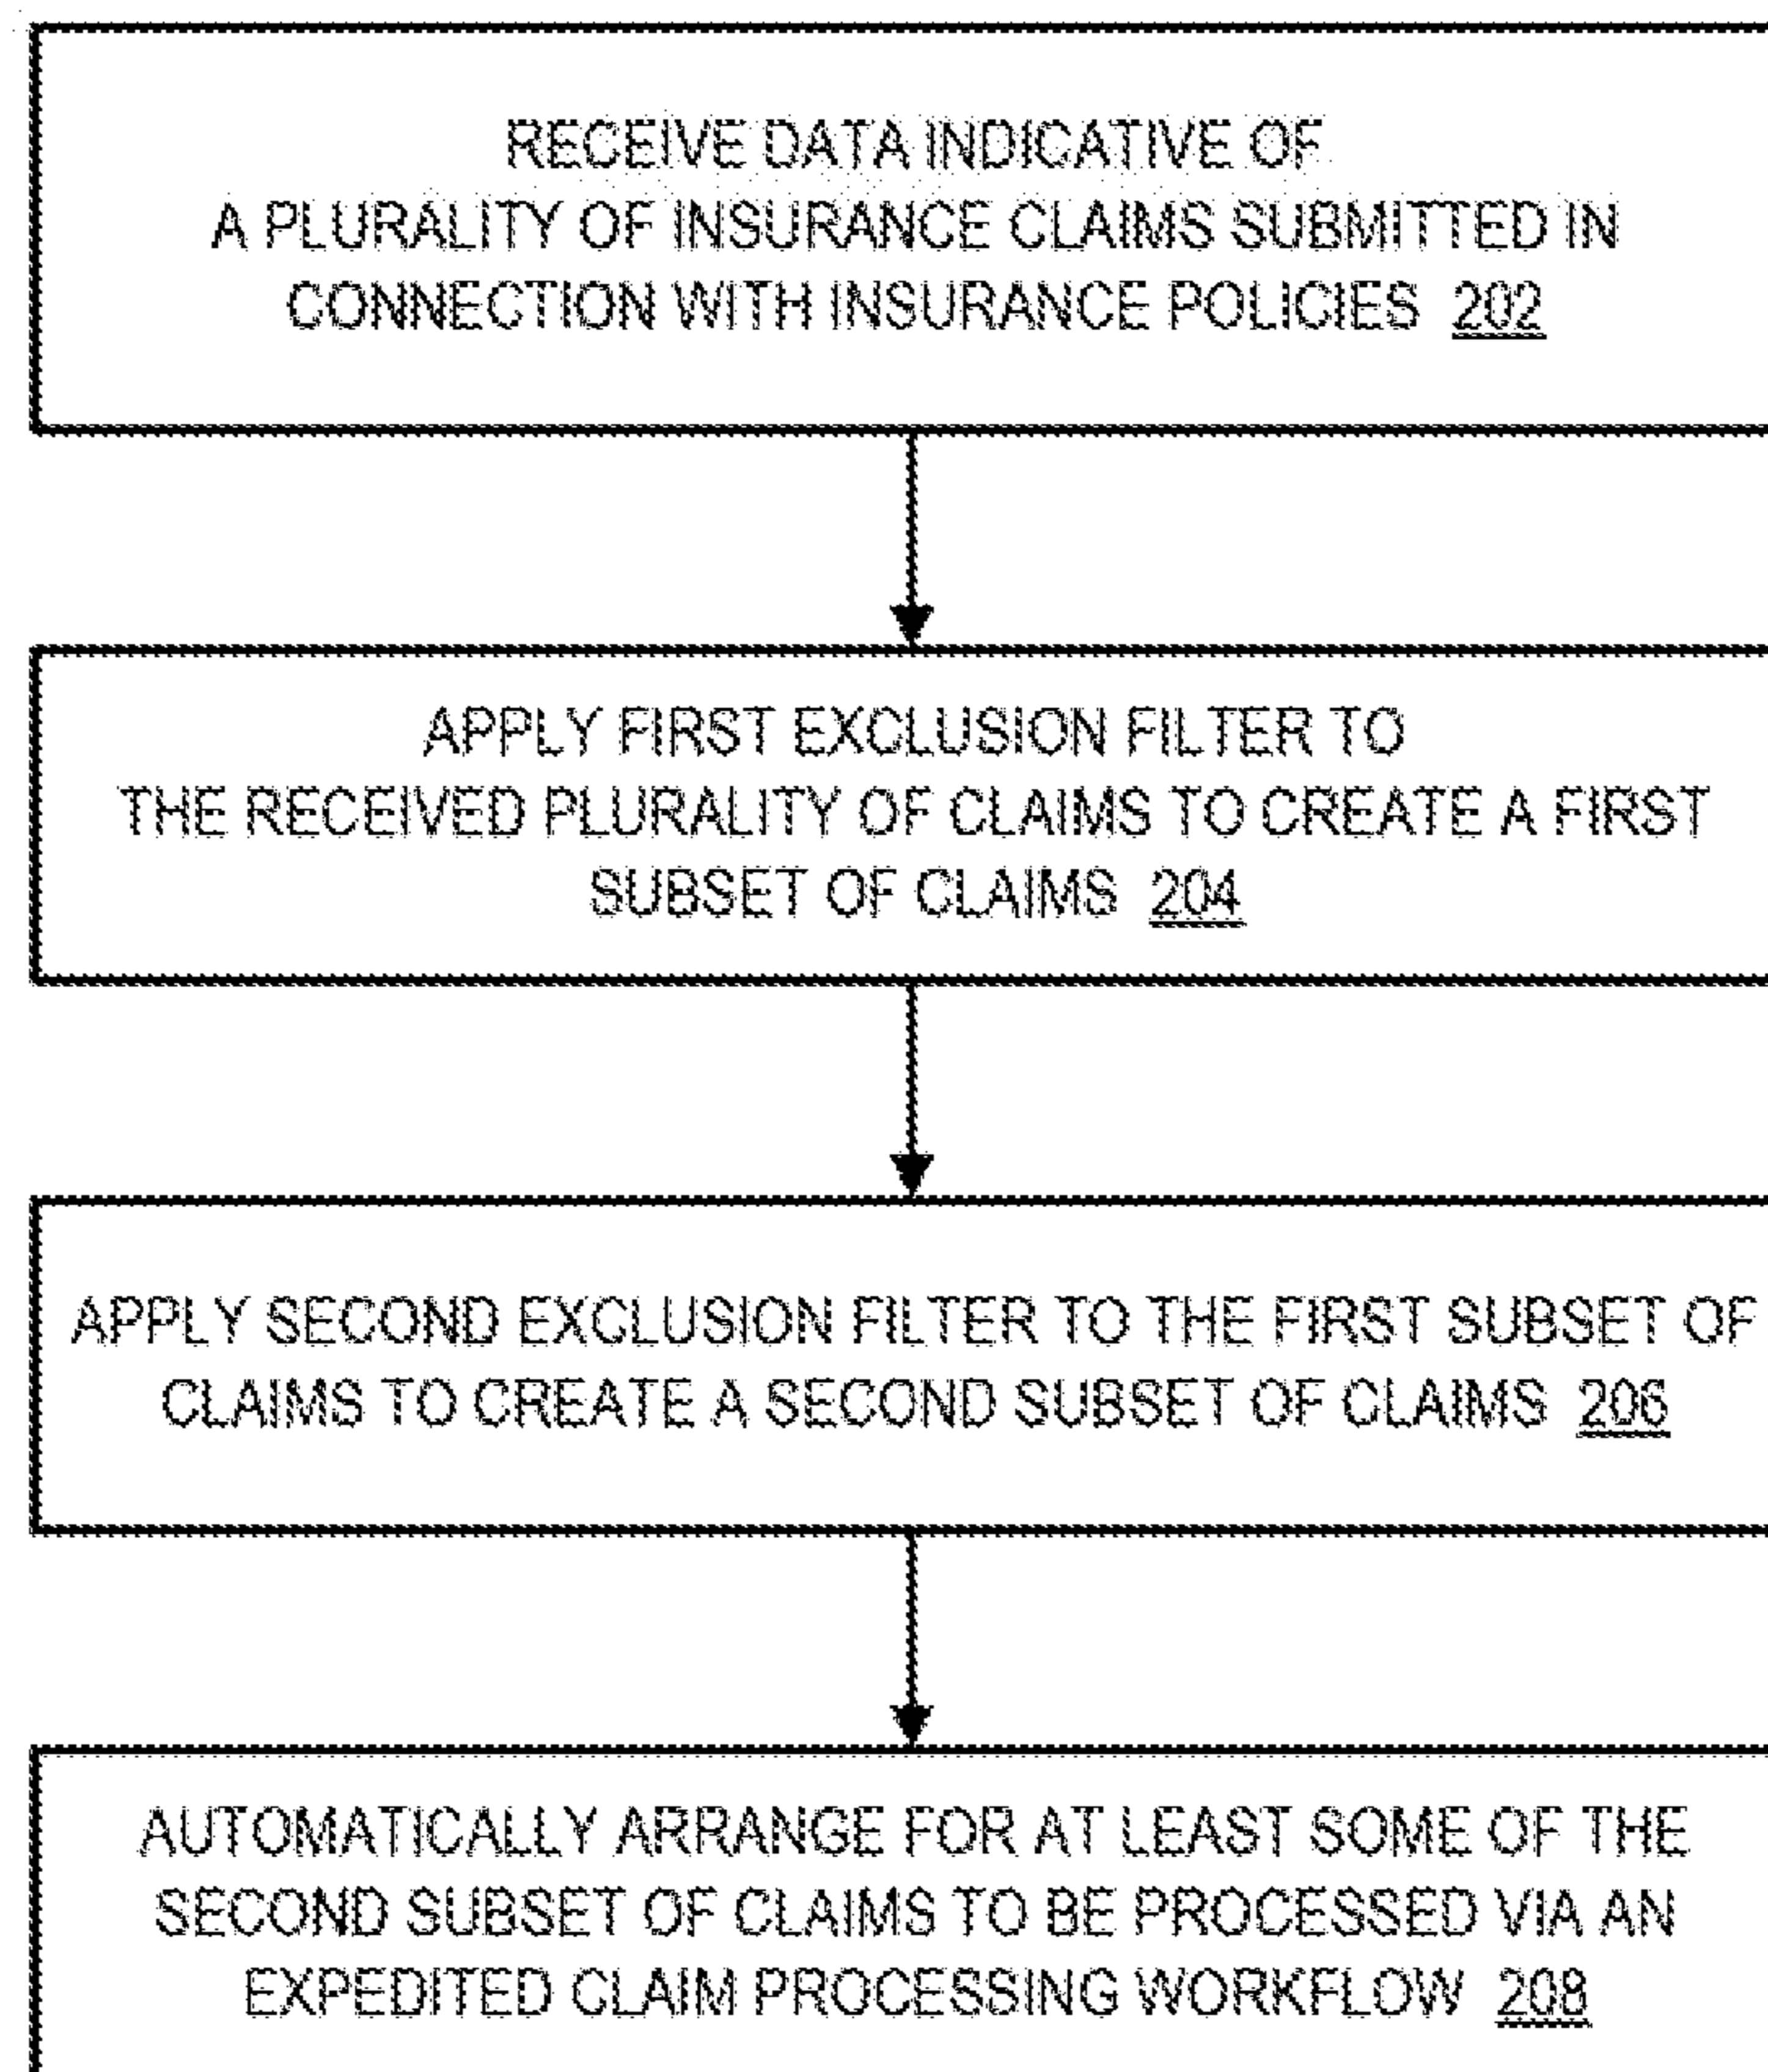 RECEIVE DATA INDICATIVE OF
A PLURALITY OF INSURANCE CLAIMS SUBMITTED IN
CONNECTION WITH INSURANCE POLICIES 202
APPLY FIRST EXCLUSION FILTER TO
THE RECEIVED PLURALITY OF CLAIMS TO CREATE A FIRST
SUBSET OF CLAIMS 204
APPLY SECOND EXCLUSION FILTER TO THE FIRST SUBSET OF
CLAIMS TO CREATE A SECOND SUBSET OF CLAIMS 206
AUTOMATICALLY ARRANGE FOR AT LEAST SOME OF THE
SECOND SUBSET OF CLAIMS TO BE PROCESSED VIA AN
EXPEDITED CLAIM PROCESSING WORKFLOW 208